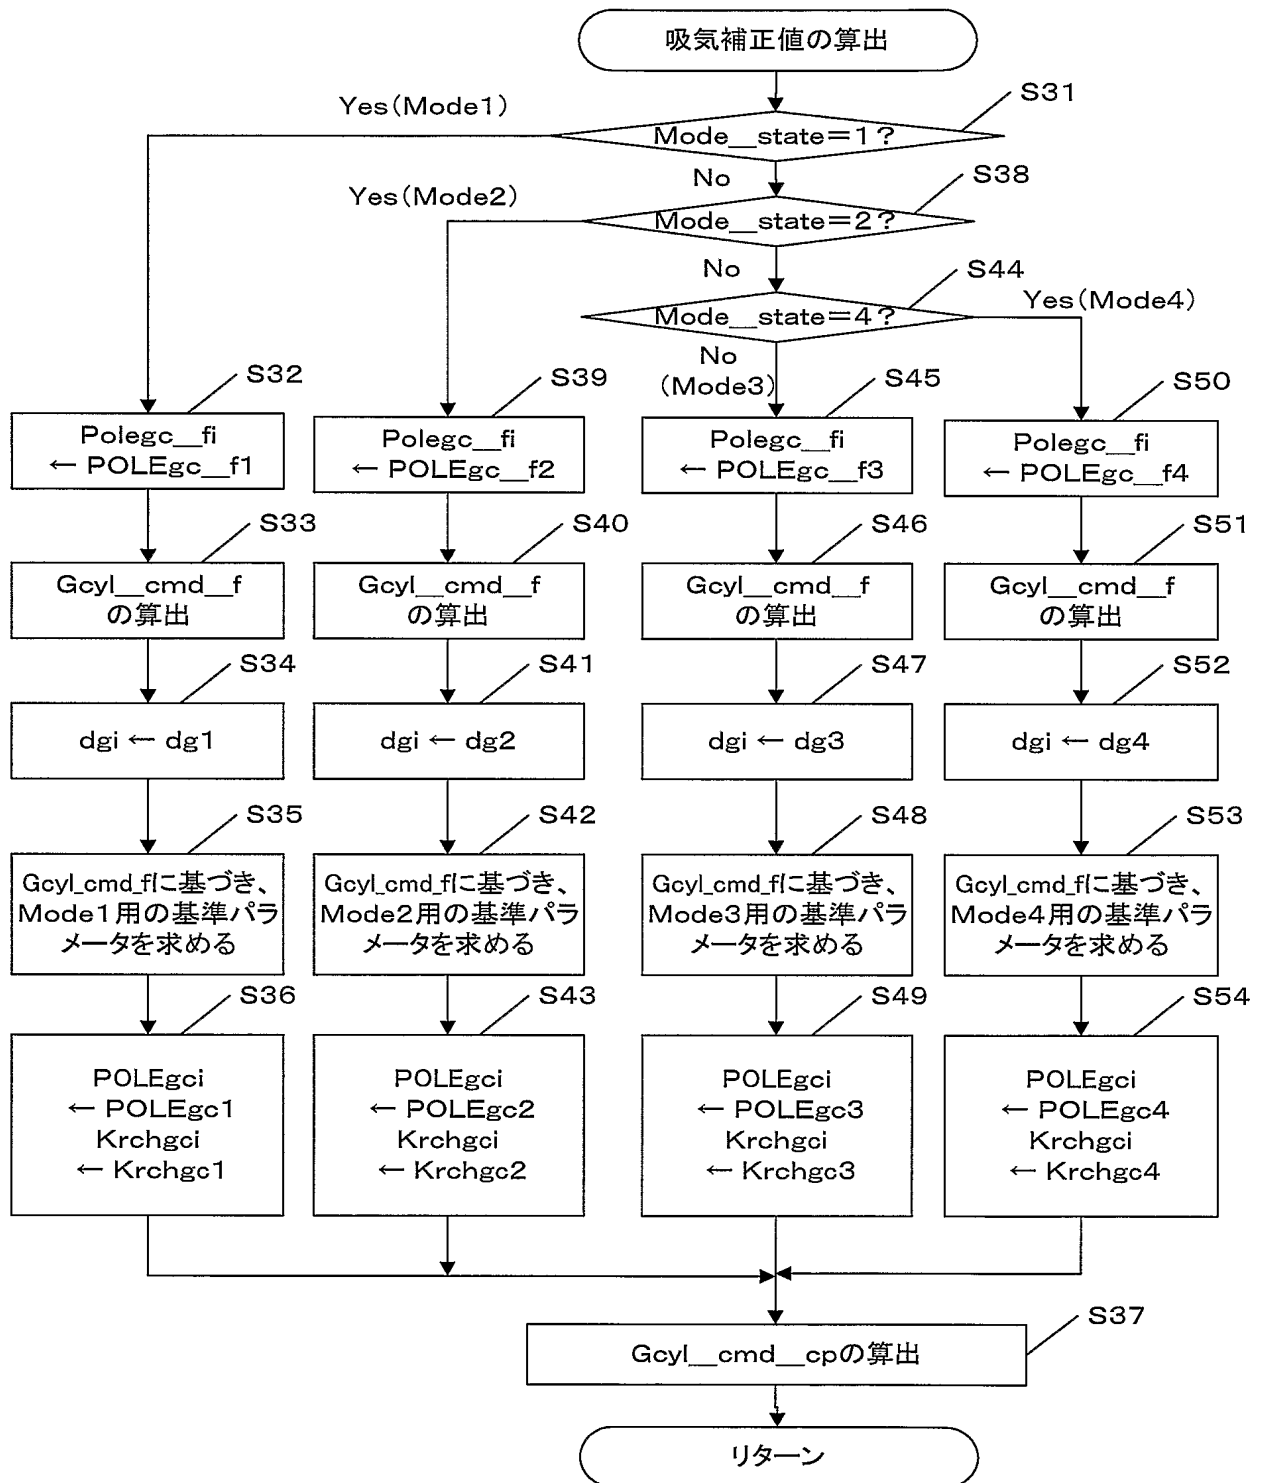 吸気補正値の算出
S31
Yes(Mode1)
Mode__state=1?
No
S38
Yes(Mode2)
Mode__state=2?
No
S44
Yes(Mode4)
Mode__state=4?
No
(Mode3)
S32
Polegc__fi
← POLEgc__f1
S33
Gcyl__cmd__f
の算出
S34
dgi ← dg1
S35
Gcyl_cmd_fに基づき、
Mode1用の基準パラ
メータを求める
S36
POLEgci
← POLEgc1
Krchgci
← Krchgc1
S39
Polegc__fi
← POLEgc__f2
S40
Gcyl__cmd__f
の算出
S41
dgi ← dg2
S42
Gcyl_cmd_fに基づき、
Mode2用の基準パラ
メータを求める
S43
POLEgci
← POLEgc2
Krchgci
← Krchgc2
S45
Polegc__fi
← POLEgc__f3
S46
Gcyl__cmd__f
の算出
S47
dgi ← dg3
S48
Gcyl_cmd_fに基づき、
Mode3用の基準パラ
メータを求める
S49
POLEgci
← POLEgc3
Krchgci
← Krchgc3
S50
Polegc__fi
← POLEgc__f4
S51
Gcyl__cmd__f
の算出
S52
dgi ← dg4
S53
Gcyl_cmd_fに基づき、
Mode4用の基準パラ
メータを求める
S54
POLEgci
← POLEgc4
Krchgci
← Krchgc4
S37
Gcyl__cmd__cpの算出
リターン